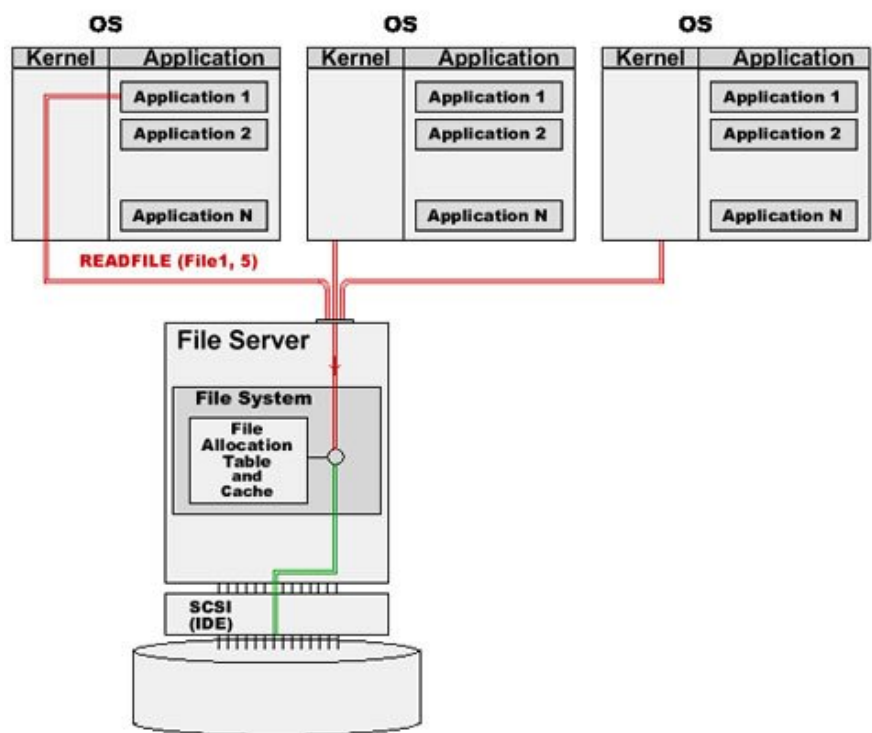 OS
OS
OS
Kernel Application
Kernel Application
Kernel Application
Application 1
Application 2
Application N
Application 1
Application 2
Application N
Application 1
Application 2
Application N
READFILE (File1, 5)
File Server
File System
File
Allocation
Table
and
Cache
SCSI
(IDE)